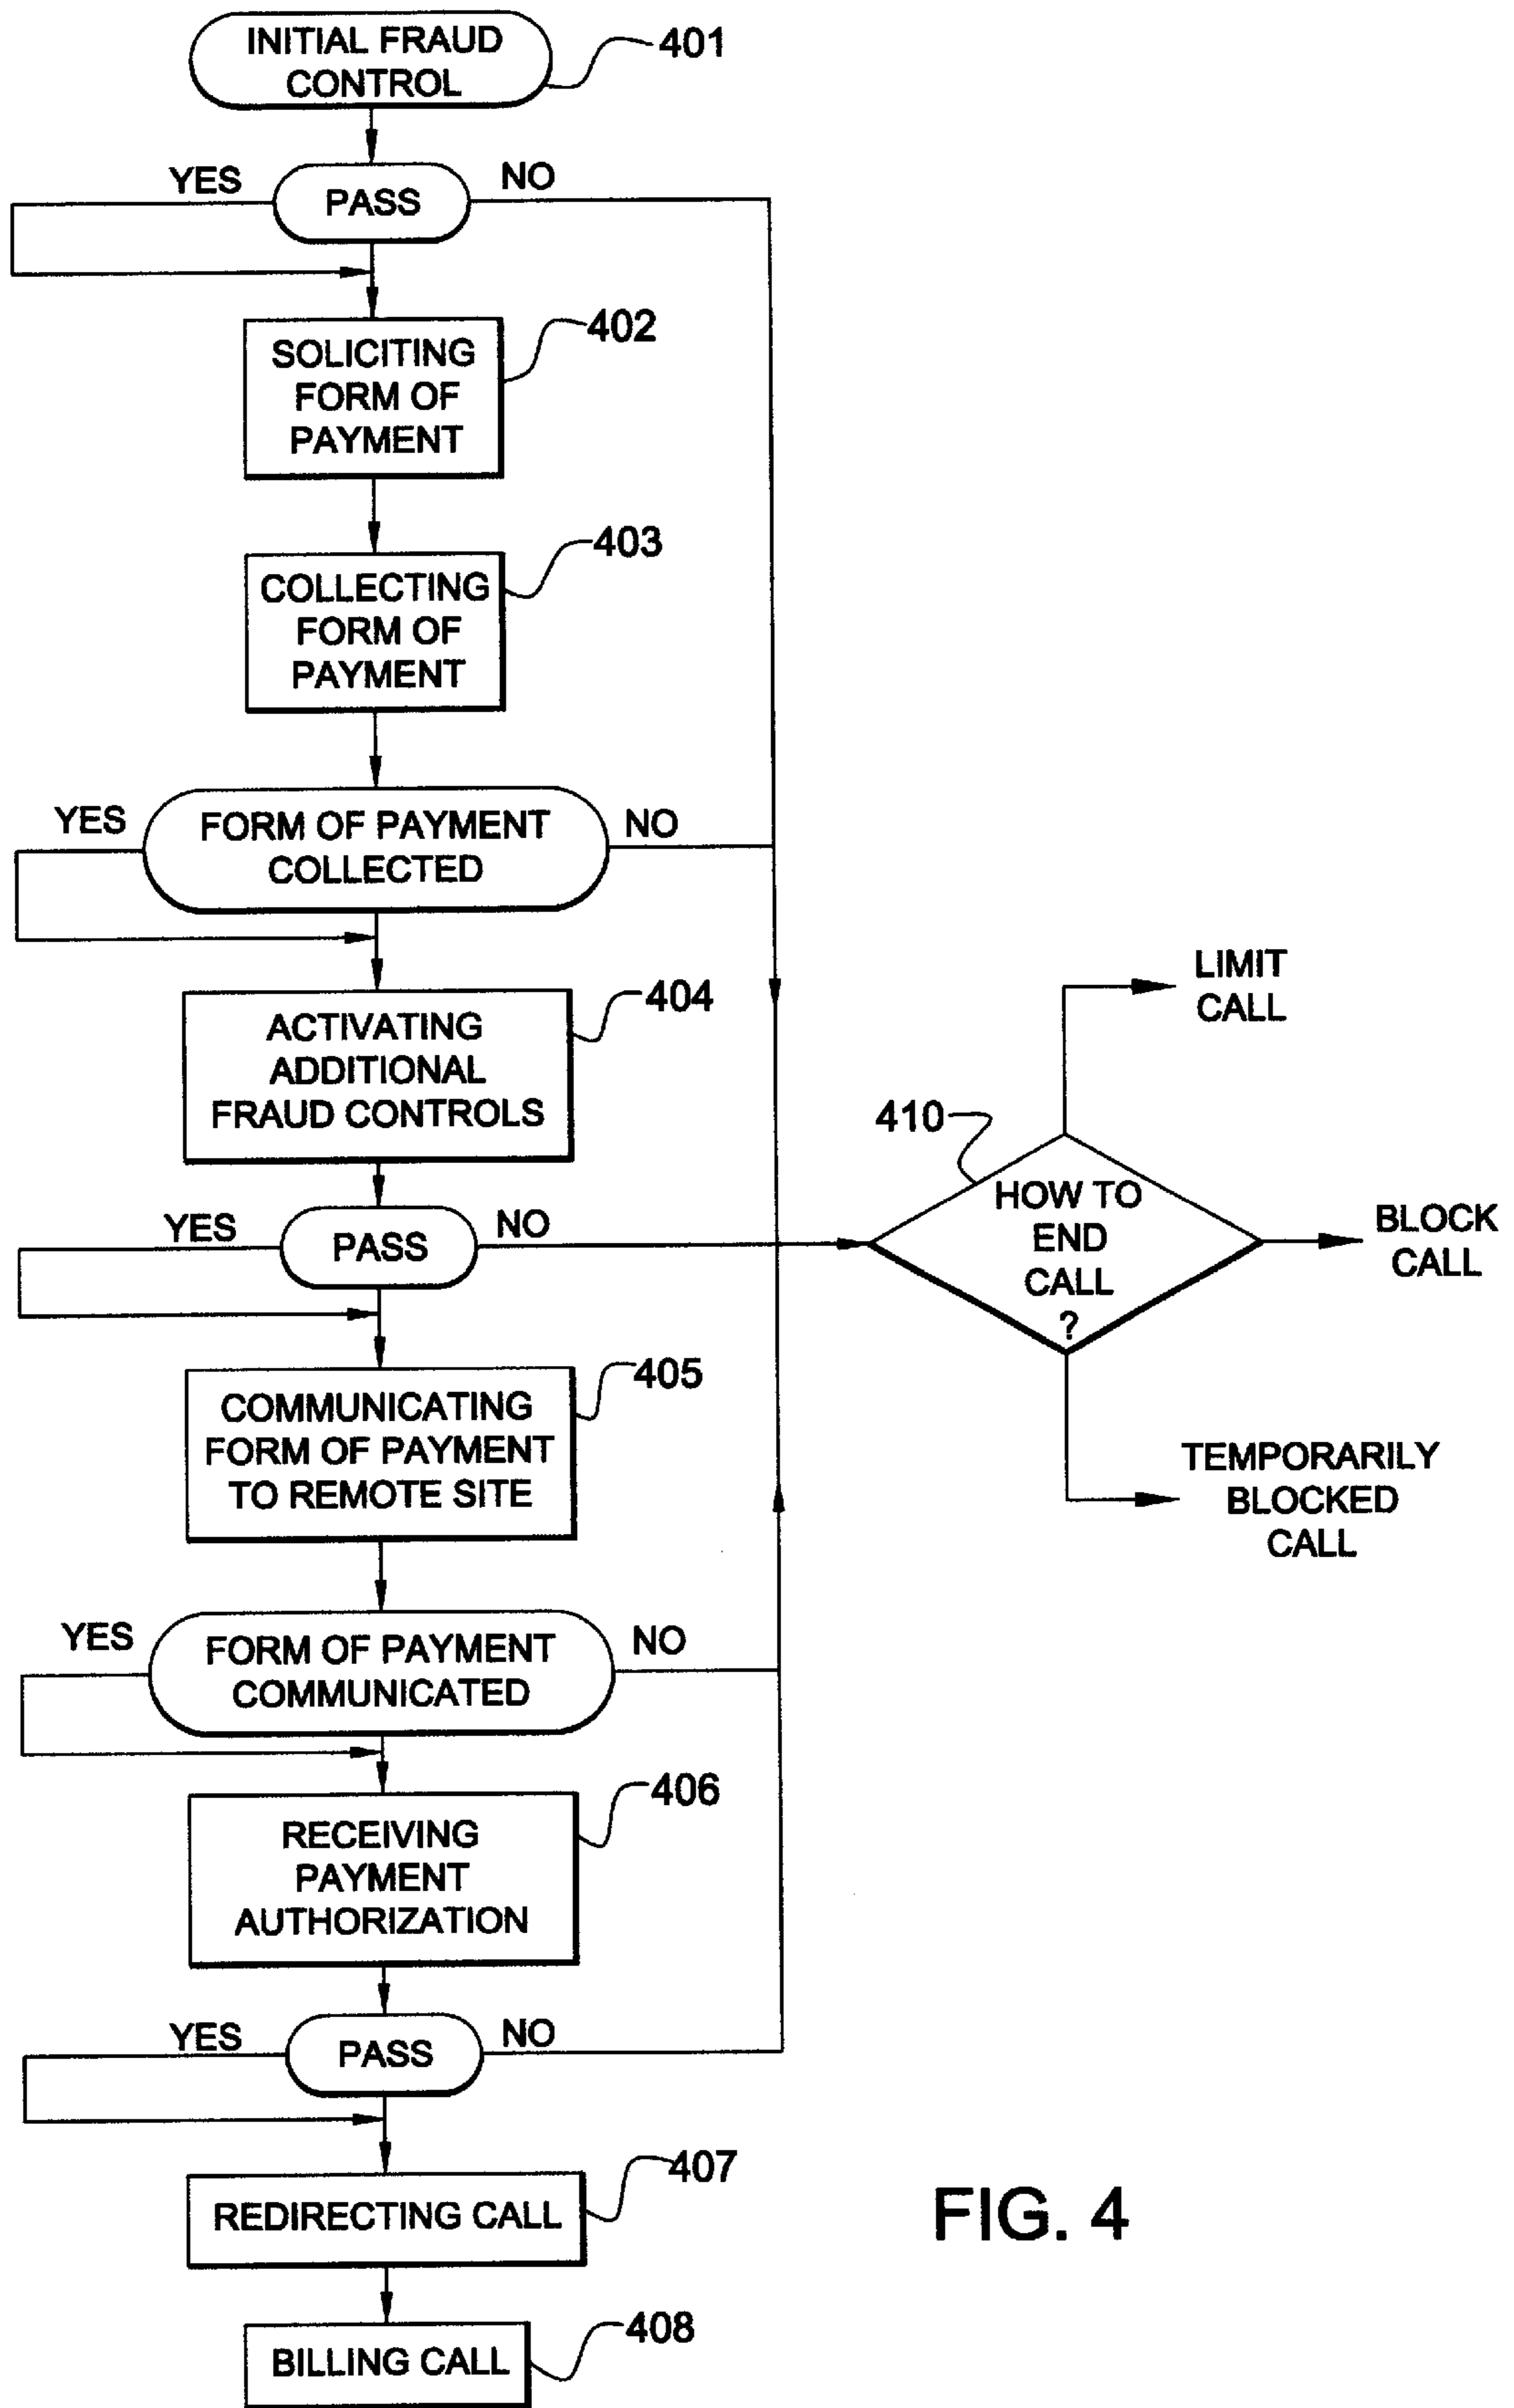 INITIAL FRAUD
CONTROL
401
YES
PASS
NO
402
SOLICITING
FORM OF
PAYMENT
403
COLLECTING
FORM OF
PAYMENT
YES
FORM OF PAYMENT
COLLECTED
NO
404
ACTIVATING
ADDITIONAL
FRAUD CONTROLS
YES
PASS
NO
410
HOW TO
END
CALL
?
LIMIT
CALL
BLOCK
CALL
TEMPORARILY
BLOCKED
CALL
405
COMMUNICATING
FORM OF PAYMENT
TO REMOTE SITE
YES
FORM OF PAYMENT
COMMUNICATED
NO
406
RECEIVING
PAYMENT
AUTHORIZATION
YES
PASS
NO
407
REDIRECTING CALL
408
BILLING CALL
FIG. 4